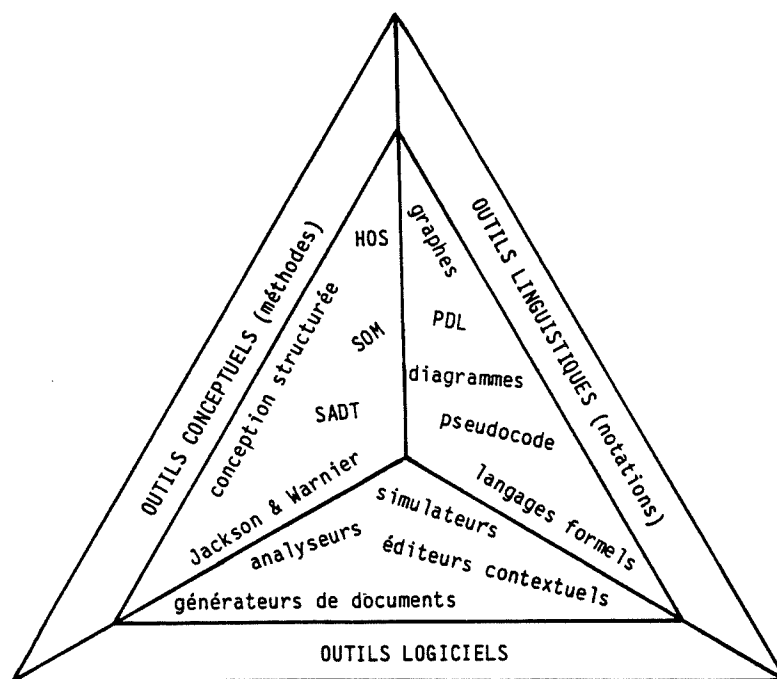 OUTILS CONCEPTUELS (méthodes)
HOS
conception structurée
SOM
SADT
Jackson & Warnier
OUTILS LINGUISTIQUES (notations)
graphes
PDL
diagrammes
pseudocode
langages formels
simulateurs
analyseurs
éditeurs contextuels
générateurs de documents
OUTILS LOGICIELS